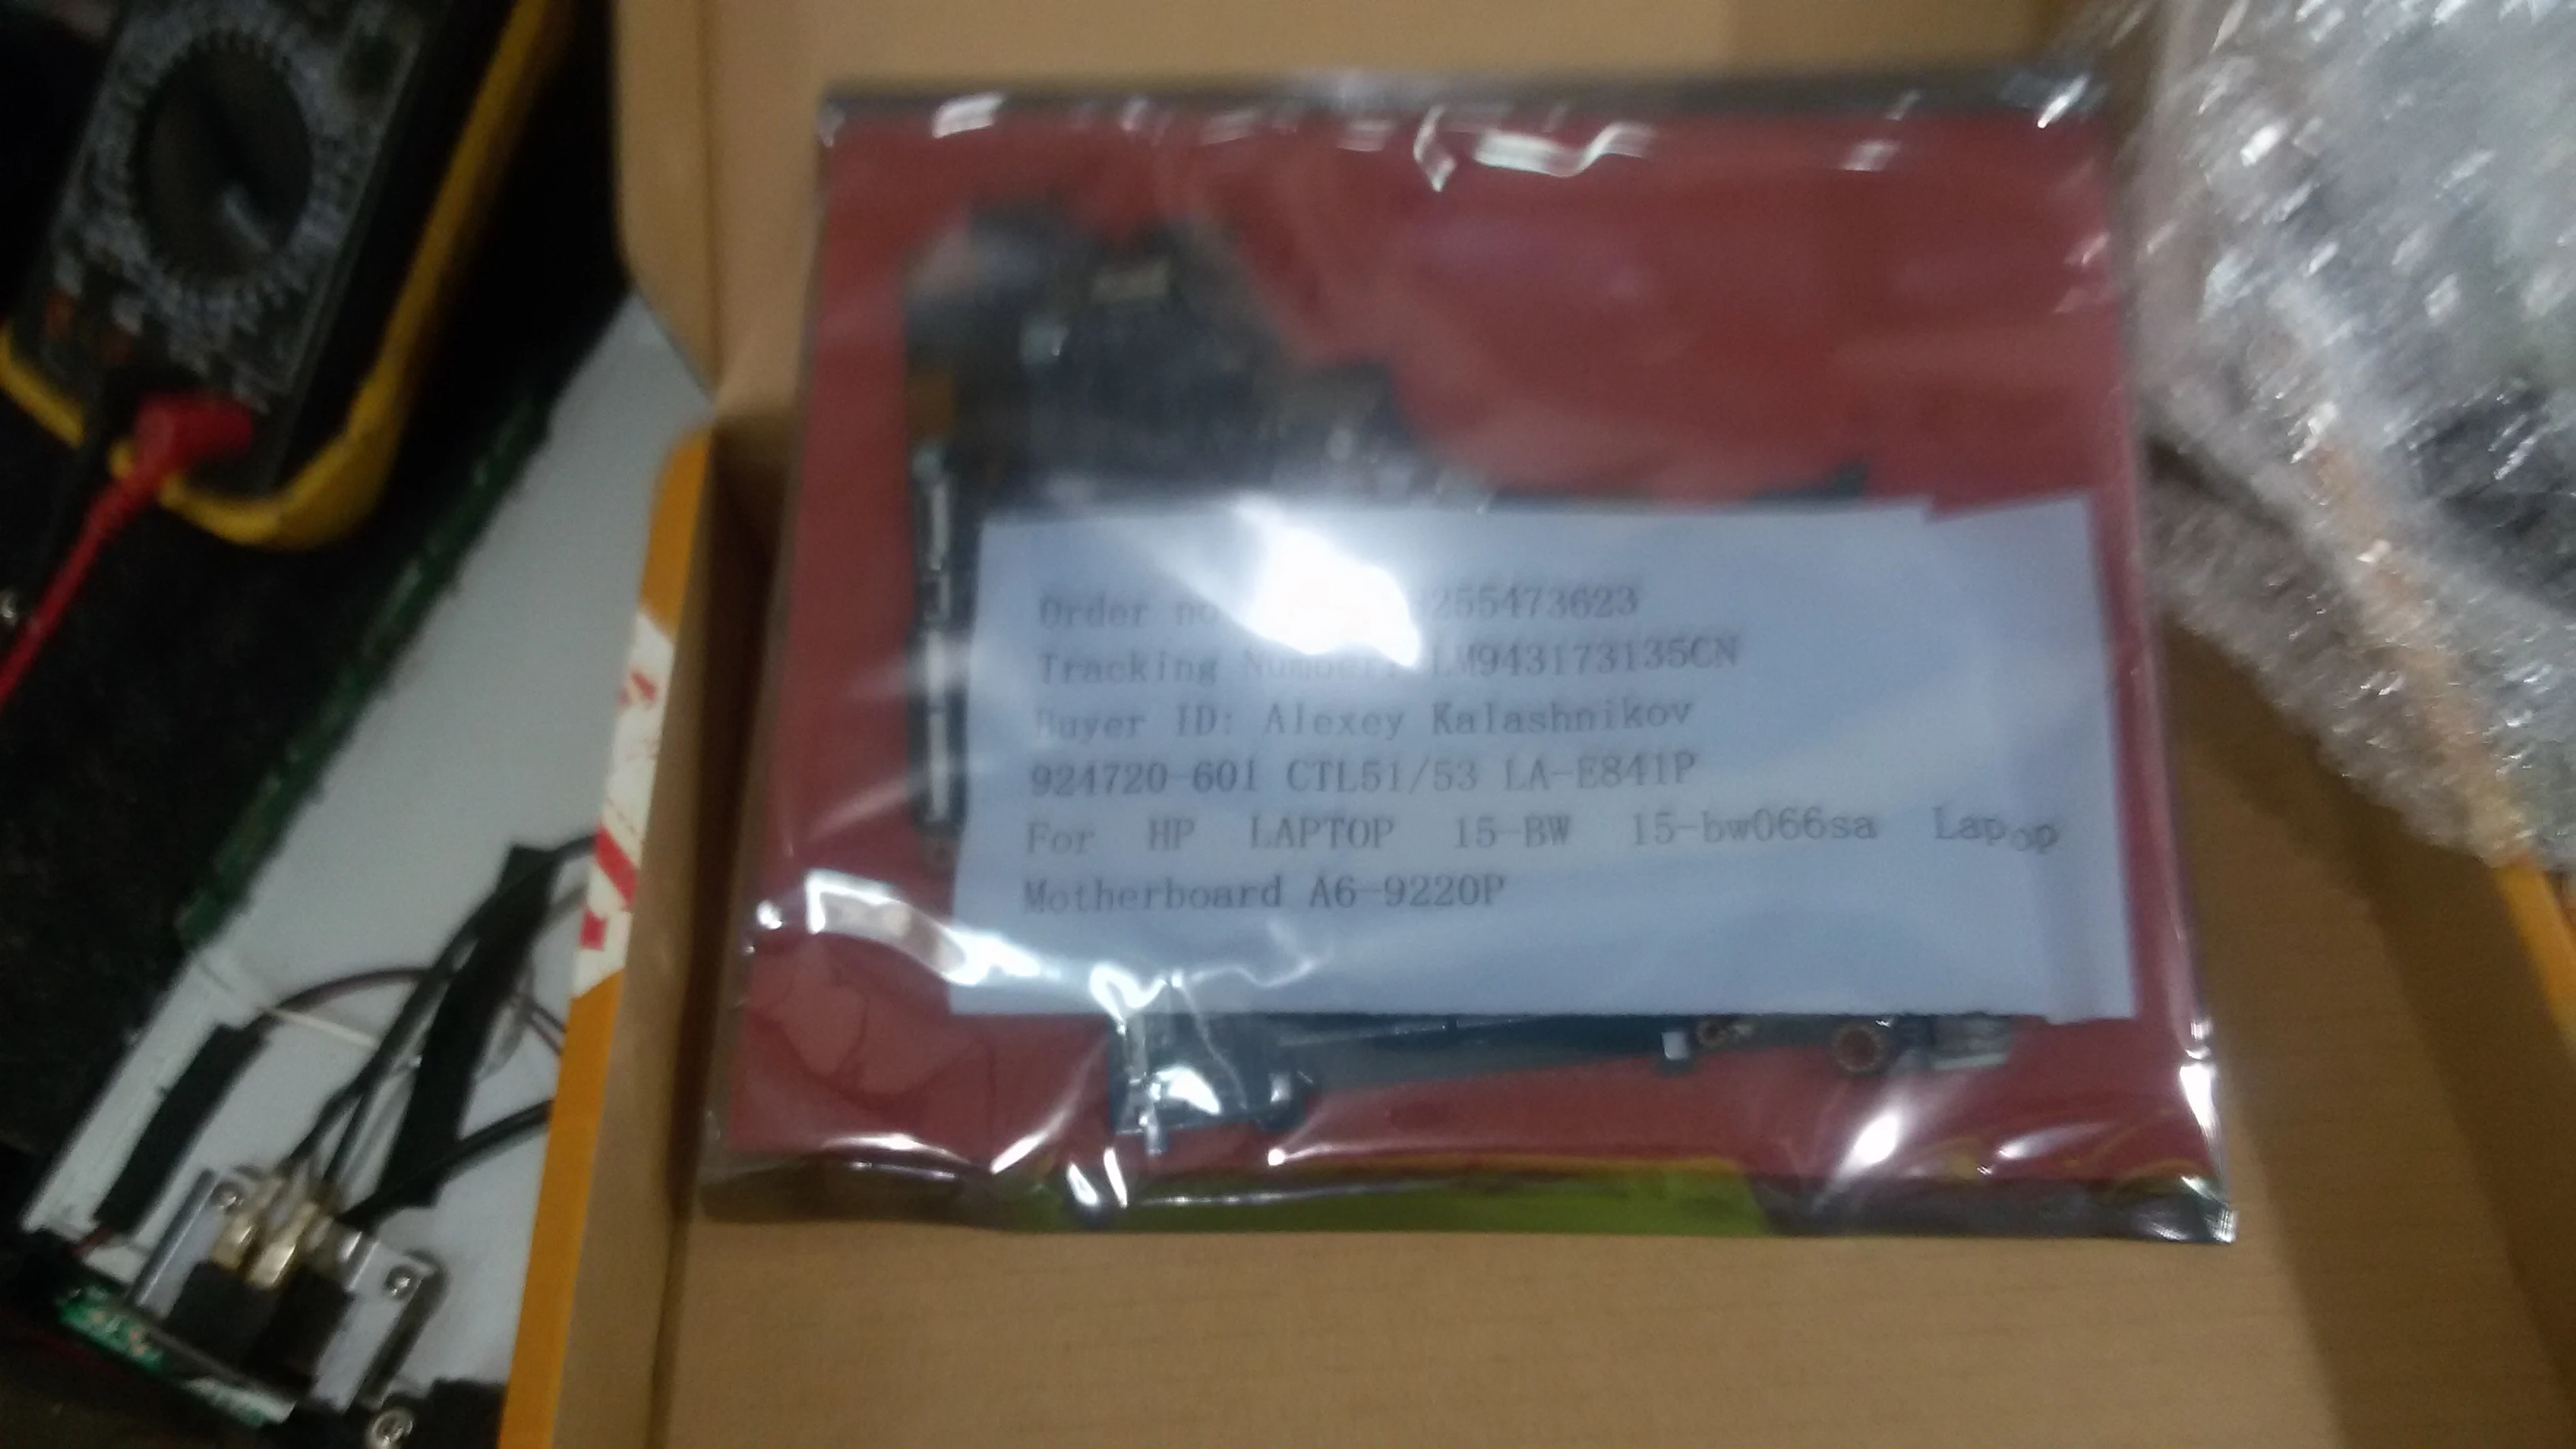 Order no 255473623
Tracking Number: LM943173135CN
Buyer ID: Alexey Kalashnikov
924720-601 CTL51/53 LA-E841P
For HP LAPTOP 15-BW 15-bw066sa Lapop
Motherboard A6-9220P